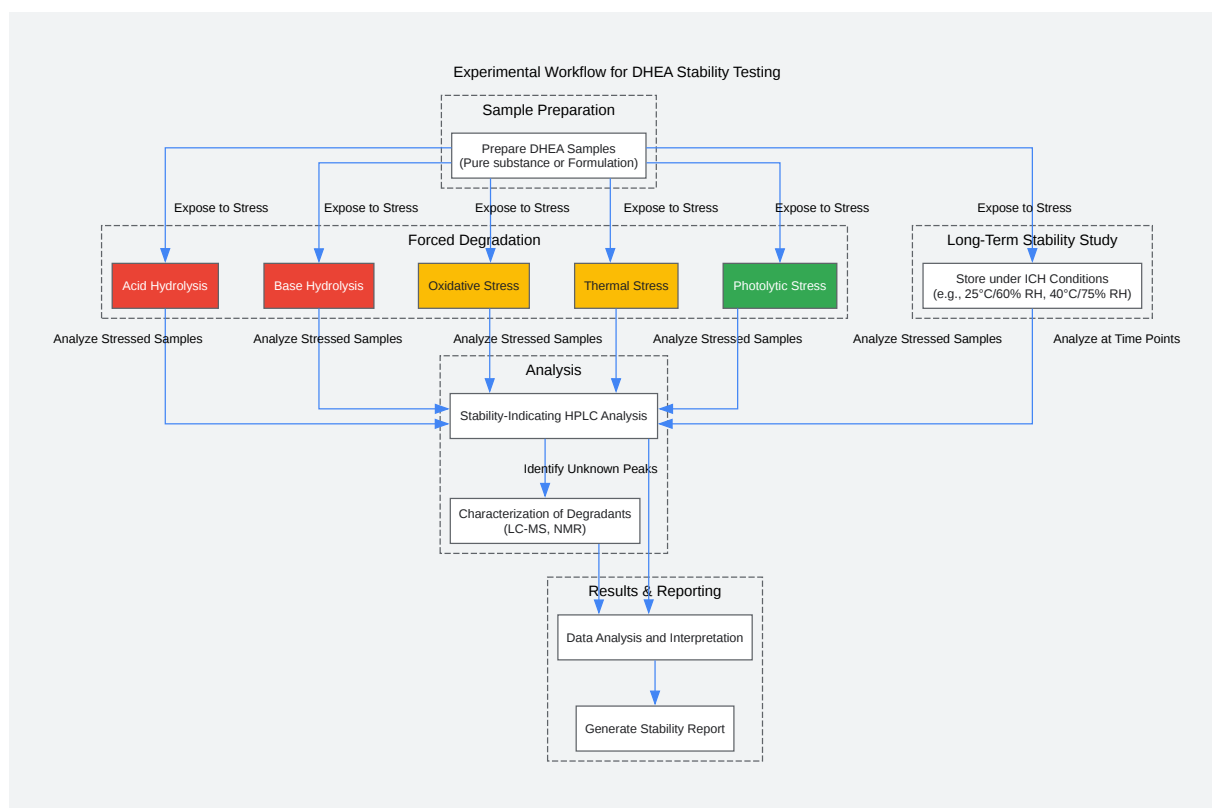 Experimental Workflow for DHEA Stability Testing
Sample Preparation
Prepare DHEA Samples
(Pure substance or Formulation)
Expose to Stress
Expose to Stress
Expose to Stress
Expose to Stress
Expose to Stress
Expose to Stress
Forced Degradation
Long-Term Stability Study
Acid Hydrolysis
Base Hydrolysis
Oxidative Stress
Thermal Stress
Photolytic Stress
Store under ICH Conditions
(e.g., 25°C/60% RH, 40°C/75% RH)
Analyze Stressed Samples
Analyze Stressed Samples
Analyze Stressed Samples
Analyze Stressed Samples
Analyze Stressed Samples
Analyze at Time Points
Analysis
Stability-Indicating HPLC Analysis
Identify Unknown Peaks
Characterization of Degradants
(LC-MS, NMR)
Results & Reporting
Data Analysis and Interpretation
Generate Stability Report